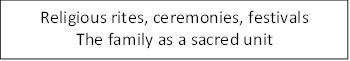 Religious rites, ceremonies, festivals
The family as a sacred unit